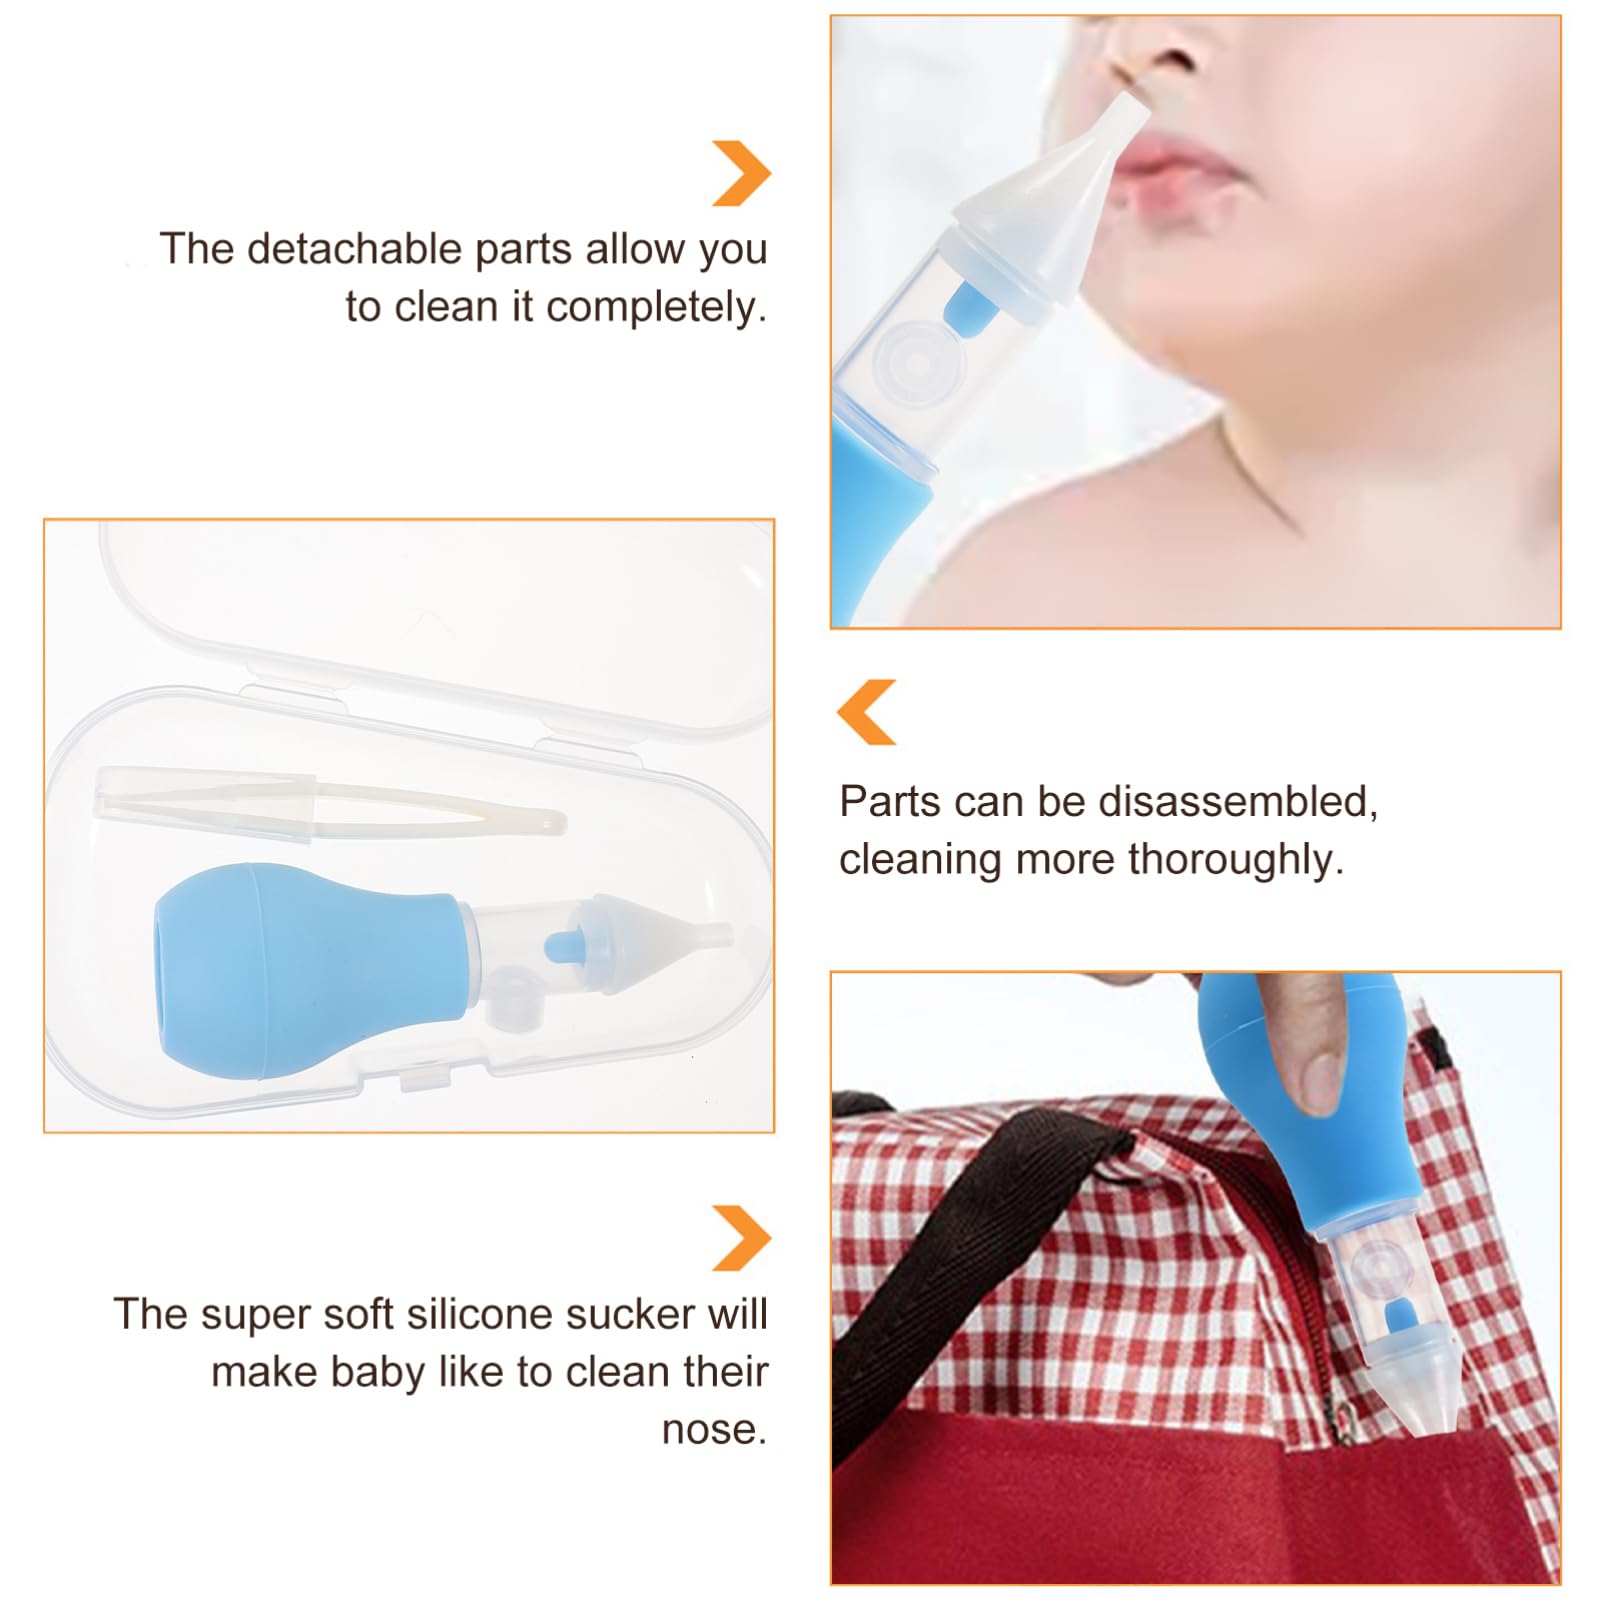 The detachable parts allow you
to clean it completely.
Parts can be disassembled,
cleaning more thoroughly.
The super soft silicone sucker will
make baby like to clean their
nose.